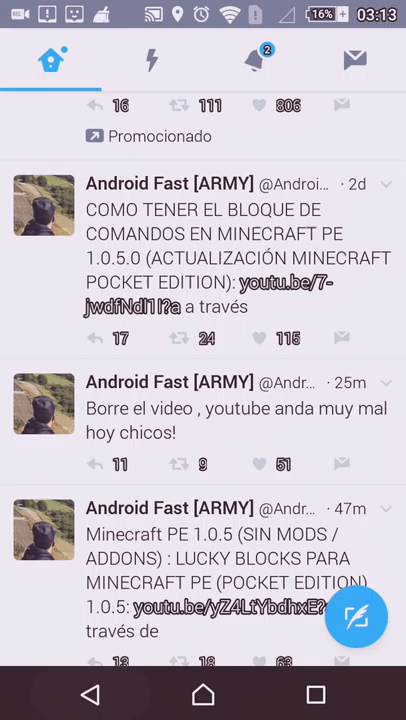 16% 03:13
2
16 111 806
Promocionado
Android Fast [ARMY] @Androi... · 2d
COMO TENER EL BLOQUE DE
COMANDOS EN MINECRAFT PE
1.0.5.0 (ACTUALIZACIÓN MINECRAFT
POCKET EDITION): youtu.be/7-
a través
17 24 115
Android Fast [ARMY] @Andr... · 25m
Borre el video , youtube anda muy mal
hoy chicos!
11 9 51
Android Fast [ARMY] @Andr... · 47m
Minecraft PE 1.0.5 (SIN MODS /
ADDONS) : LUCKY BLOCKS PARA
MINECRAFT PE (POCKET EDITION)
1.0.5: youtu.be/yZ4LtYbdhxE?
través de
13 18 63